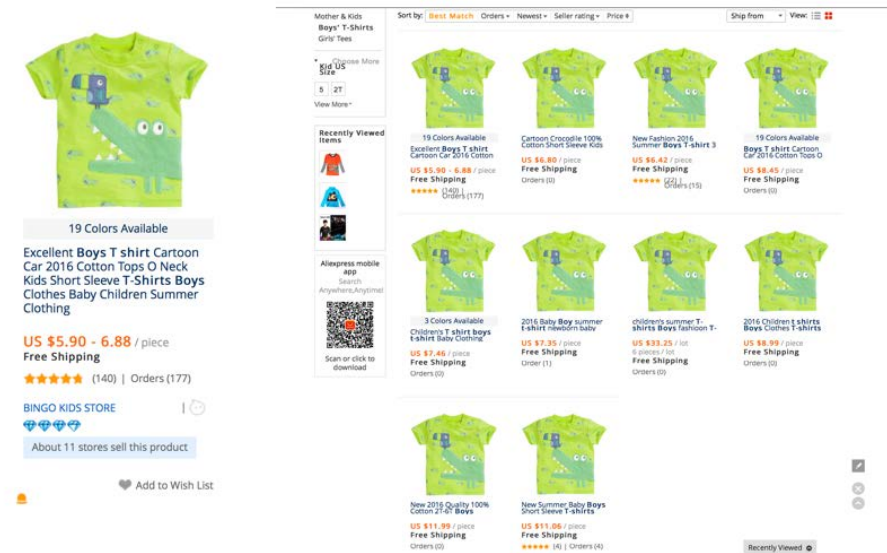 19 Colors Available
Excellent Boys T shirt Cartoon
Car 2016 Cotton Tops O Neck
Kids Short Sleeve T-Shirts Boys
Clothes Baby Children Summer
Clothing
US $5.90 - 6.88 / piece
Free Shipping
(140) | Orders (177)
BINGO KIDS STORE
About 11 stores sell this product
Add to Wish List
Mother & Kids
Boys' T-Shirts
Girls' Tees
Choose More
Kid US
Size
5 2T
View More
Recently Viewed
Items
Aliexpress mobile
app
Search
Anywhere,Anytime!
Scan or click to
download
Sort by: Best Match Orders Newest Seller rating Price Ship from View:
19 Colors Available
Excellent Boys T shirt
Cartoon Car 2016 Cotton
US $5.90 - 6.88 / piece
Free Shipping
(140) |
Orders (177)
Cartoon Crocodile 100%
Cotton Short Sleeve Kids
US $6.80 / piece
Free Shipping
Orders (0)
New Fashion 2016
Summer Boys T-shirt 3
US $6.42 / piece
Free Shipping
(22) |
Orders (15)
19 Colors Available
Boys T shirt Cartoon
Car 2016 Cotton Tops O
US $8.45 / piece
Free Shipping
Orders (0)
3 Colors Available
Children's T shirt boys
t-shirt Baby Clothing
US $7.46 / piece
Free Shipping
Orders (0)
2016 Baby Boy summer
t-shirt newborn baby
US $7.35 / piece
Free Shipping
Order (1)
children's summer T-
shirts Boys fashioon T-
US $33.25 / lot
6 pieces / lot
Free Shipping
Orders (0)
2016 Children t shirts
Boys Clothes T-shirts
US $8.99 / piece
Free Shipping
Orders (0)
New 2016 Quality 100%
Cotton 2T-6T Boys
US $11.99 / piece
Free Shipping
Orders (0)
New Summer Baby Boys
Short Sleeve T-shirts
US $11.06 / piece
Free Shipping
(4) | Orders (4)
Recently Viewed